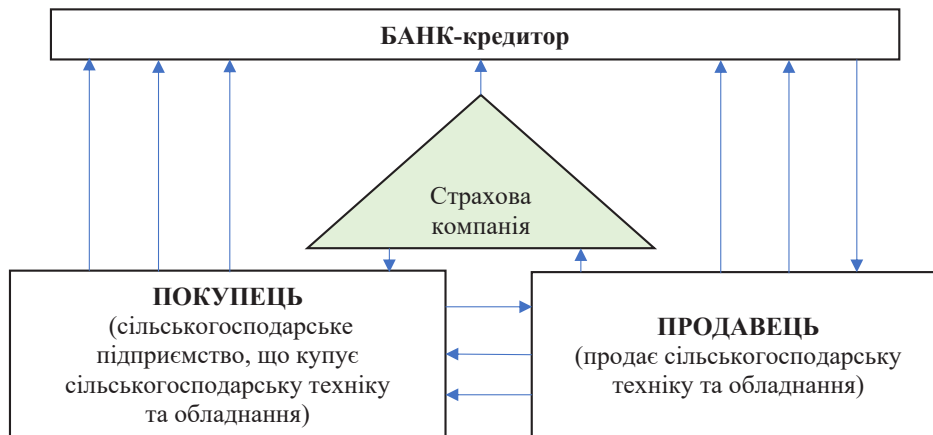 БАНК-кредитор
Страхова
компанія
ПОКУПЕЦЬ
(сільськогосподарське
підприємство, що купує
сільськогосподарську техніку
та обладнання)
ПРОДАВЕЦЬ
(продає сільськогосподарську
техніку та обладнання)